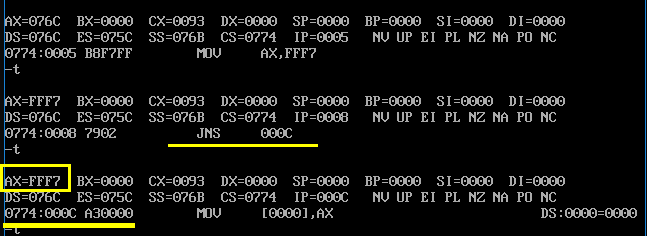 AX=076C BX=0000 CX=0093 DX=0000 SP=0000 BP=0000 SI=0000 DI=0000
DS=076C ES=075C SS=076B CS=0774 IP=0005 NV UP EI PL NZ NA PO NC
0774:0005 B8F7FF MOV AX,FFF7
-t
AX=FFF7 BX=0000 CX=0093 DX=0000 SP=0000 BP=0000 SI=0000 DI=0000
DS=076C ES=075C SS=076B CS=0774 IP=0008 NV UP EI PL NZ NA PO NC
0774:0008 7902 JNS 000C
-t
AX=FFF7 BX=0000 CX=0093 DX=0000 SP=0000 BP=0000 SI=0000 DI=0000
DS=076C ES=075C SS=076B CS=0774 IP=000C NV UP EI PL NZ NA PO NC
0774:000C A30000 MOV [0000],AX DS:0000=0000
-t